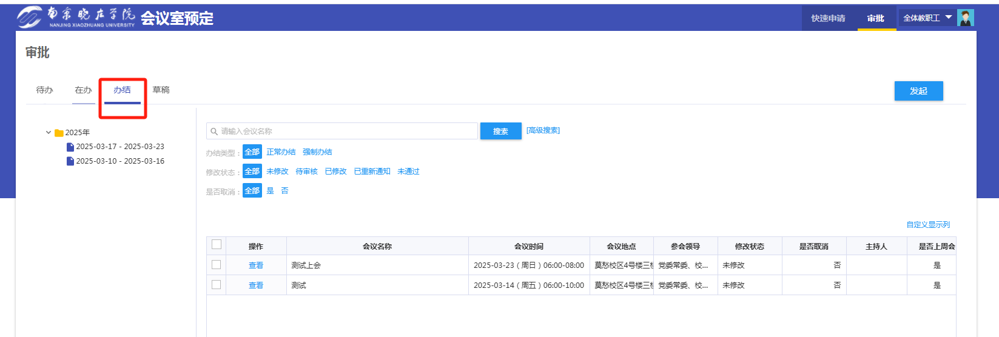 南京晓庄学院
NANJING XIAOZHUANG UNIVERSITY
会议室预定
快速申请 审批 全体教职工
审批
待办 在办 办结 草稿
发起
2025年
2025-03-17 - 2025-03-23
2025-03-10 - 2025-03-16
请输入会议名称 搜索 [高级搜索]
办结类型： 全部 正常办结 强制办结
修改状态： 全部 未修改 待审核 已修改 已重新通知 未通过
是否取消： 全部 是 否
自定义显示列
操作 会议名称 会议时间 会议地点 参会领导 修改状态 是否取消 主持人 是否上周会
查看 测试上会 2025-03-23（周日）06:00-08:00 莫愁校区4号楼三 党委常委、校... 未修改 否 是
查看 测试 2025-03-14（周五）06:00-10:00 莫愁校区4号楼三 党委常委、校... 未修改 否 是